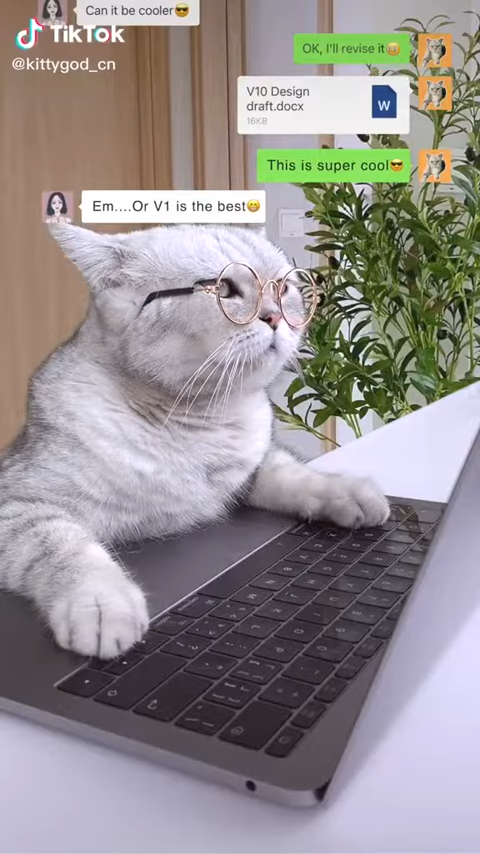 Can it be cooler😎
TikTok
@kittygod_cn
OK, I'll revise it😊
V10 Design
draft.docx
W
16KB
This is super cool😎
Em....Or V1 is the best😁